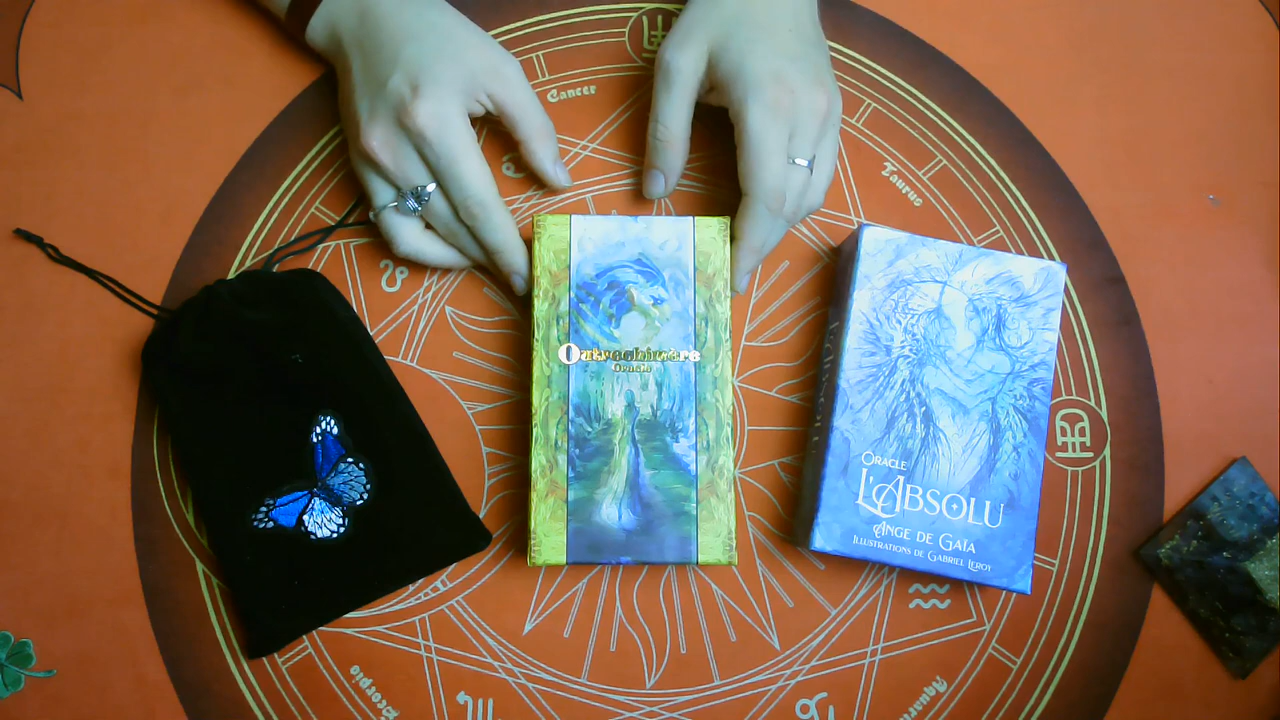 Cancer
Taurus
Outrechimère
Oracle
ORACLE
L'ABSOLU
ANGE DE GAÏA
ILLUSTRATIONS DE GABRIEL LEROY
Scorpio
Aquarius